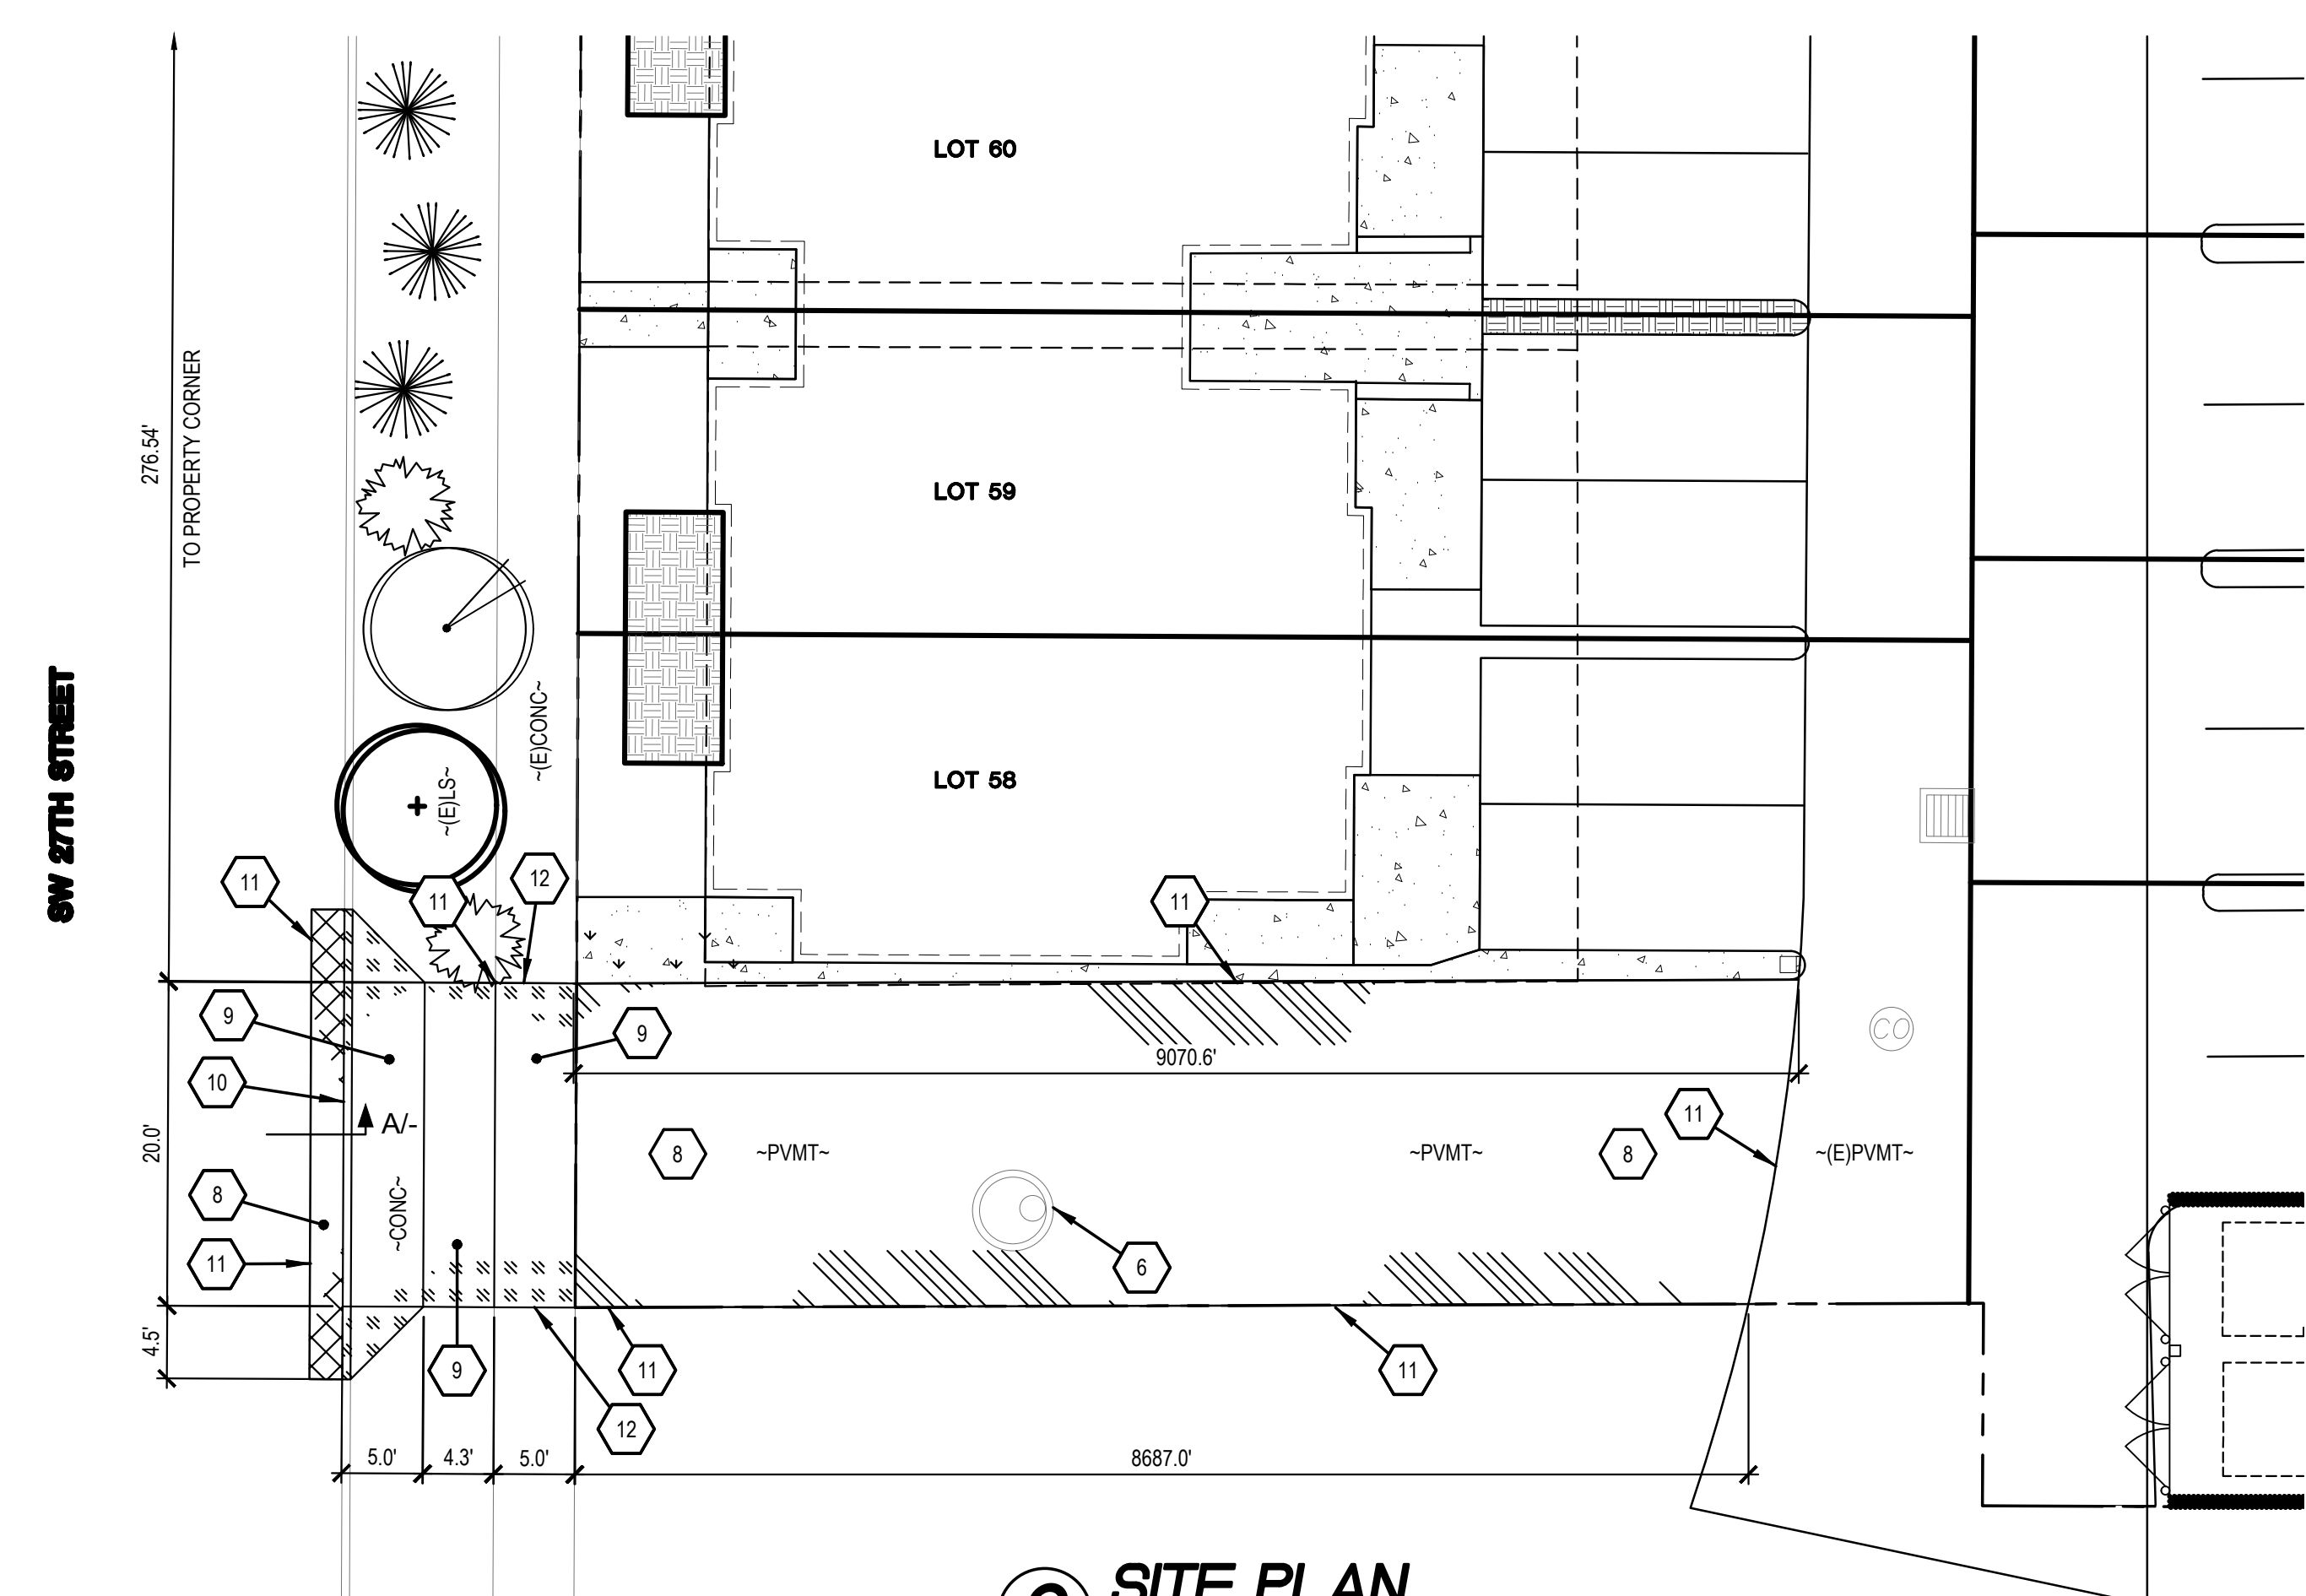 LOT 60
276.54'
TO PROPERTY CORNER
LOT 59
SW 27TH STREET
~(E)CONC~
~(E)LS~
LOT 58
11
11
12
11
9
9
CO
10
9070.6'
A/-
11
20.0'
8
~PVMT~
~PVMT~
8
~(E)PVMT~
8
~CONC~
11
6
4.5'
9
11
11
12
5.0'
4.3'
5.0'
8687.0'
SITE PLAN